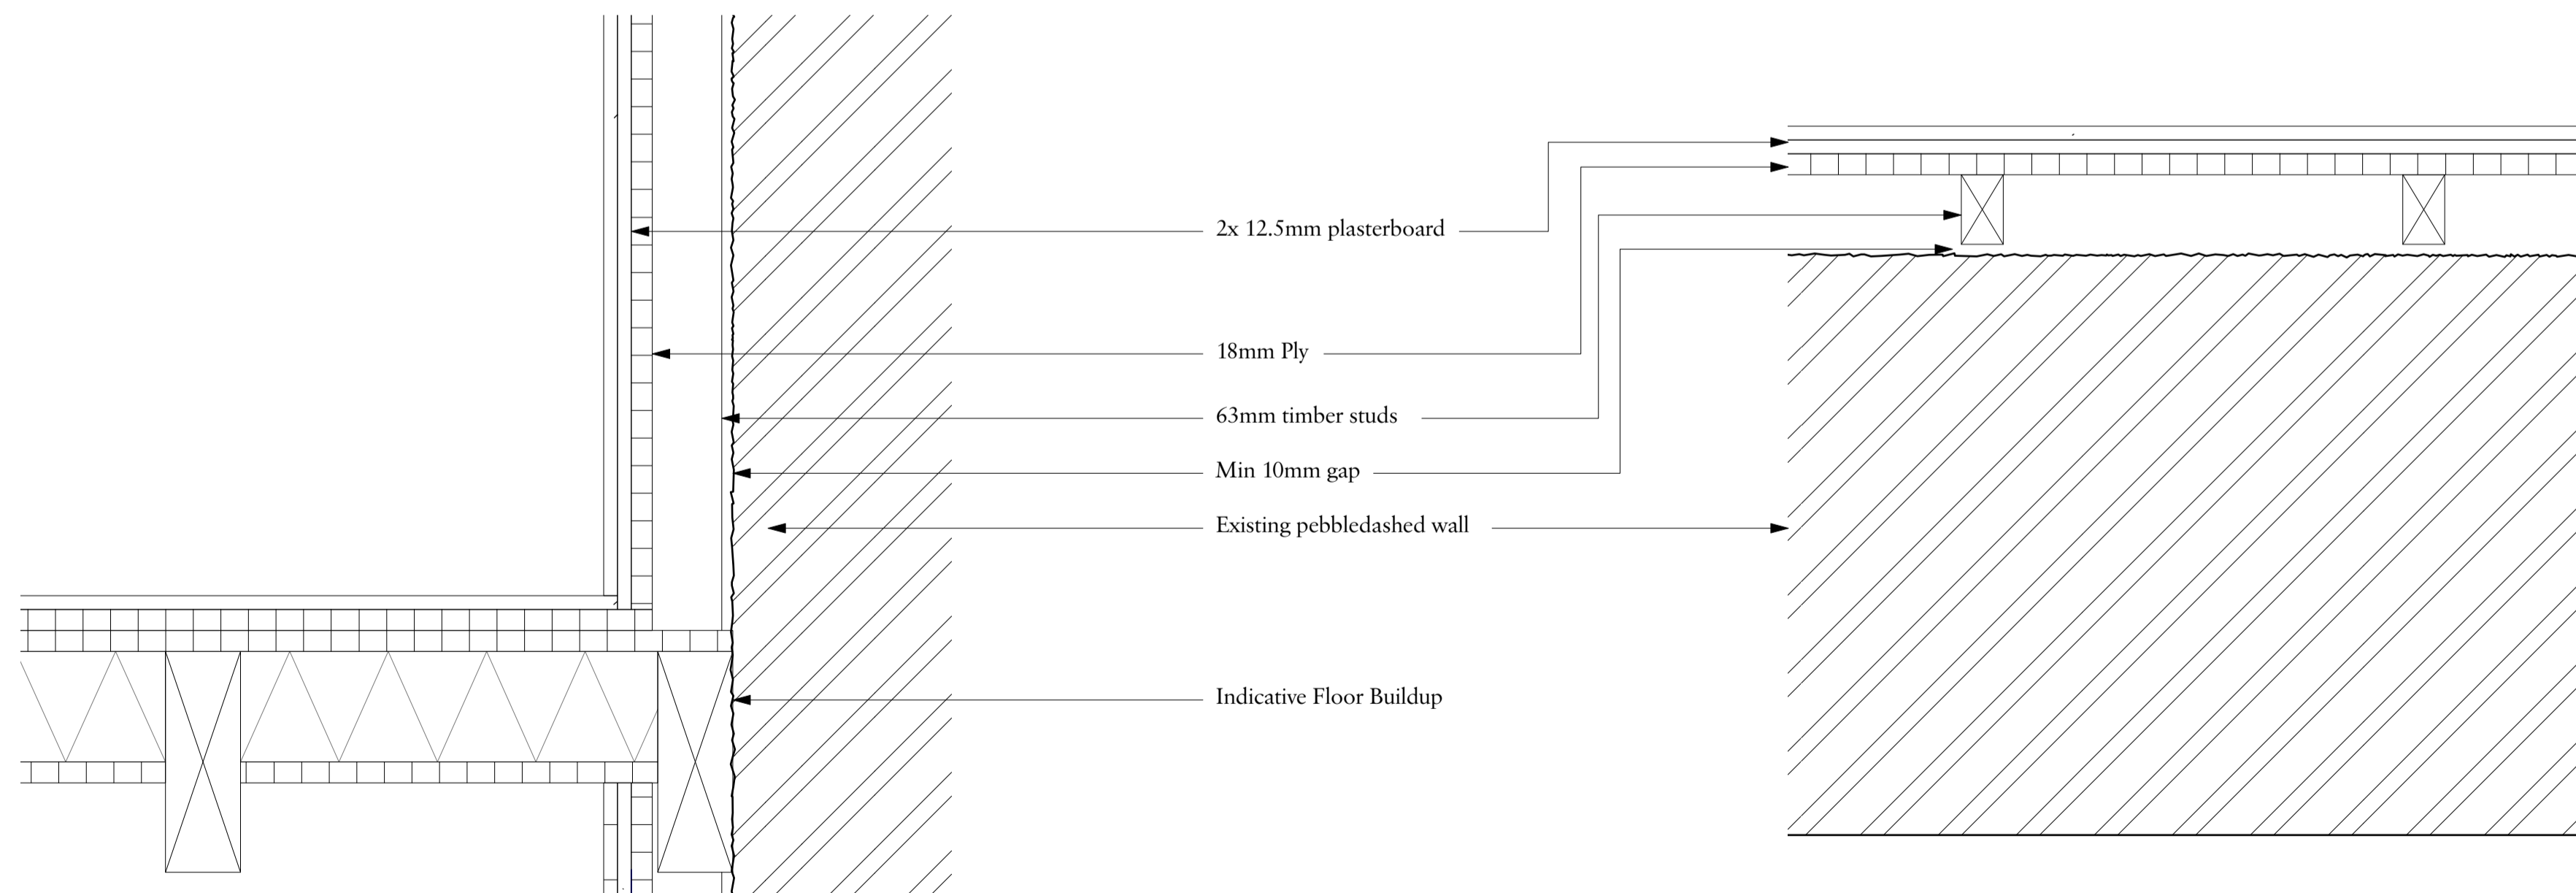 2x 12.5mm plasterboard
18mm Ply
63mm timber studs
Min 10mm gap
Existing pebbledashed wall
Indicative Floor Buildup